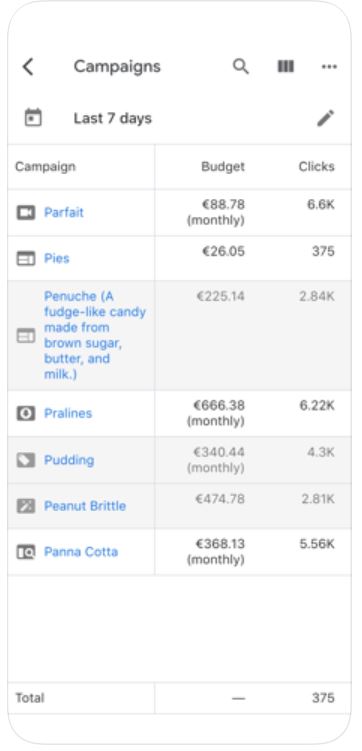 Campaigns
Last 7 days
Campaign Budget Clicks
Parfait €88.78 6.6K
(monthly)
Pies €26.05 375
Penuche (A €225.14 2.84K
fudge-like candy
made from
brown sugar,
butter, and
milk.)
Pralines €666.38 6.22K
(monthly)
Pudding €340.44 4.3K
(monthly)
Peanut Brittle €474.78 2.81K
Panna Cotta €368.13 5.56K
(monthly)
Total — 375